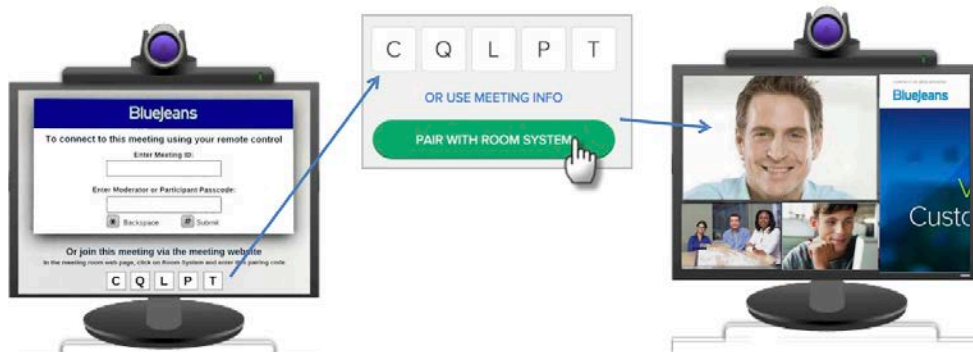 BlueJeans
To connect to this meeting using your remote control
Enter Meeting ID:
Enter Moderator or Participant Passcode:
Backspace
Submit
Or join this meeting via the meeting website
In the meeting room web page, click on Room System and enter this pairing code
C Q L P T
C Q L P T
OR USE MEETING INFO
PAIR WITH ROOM SYSTEM
BlueJeans
V
Custo